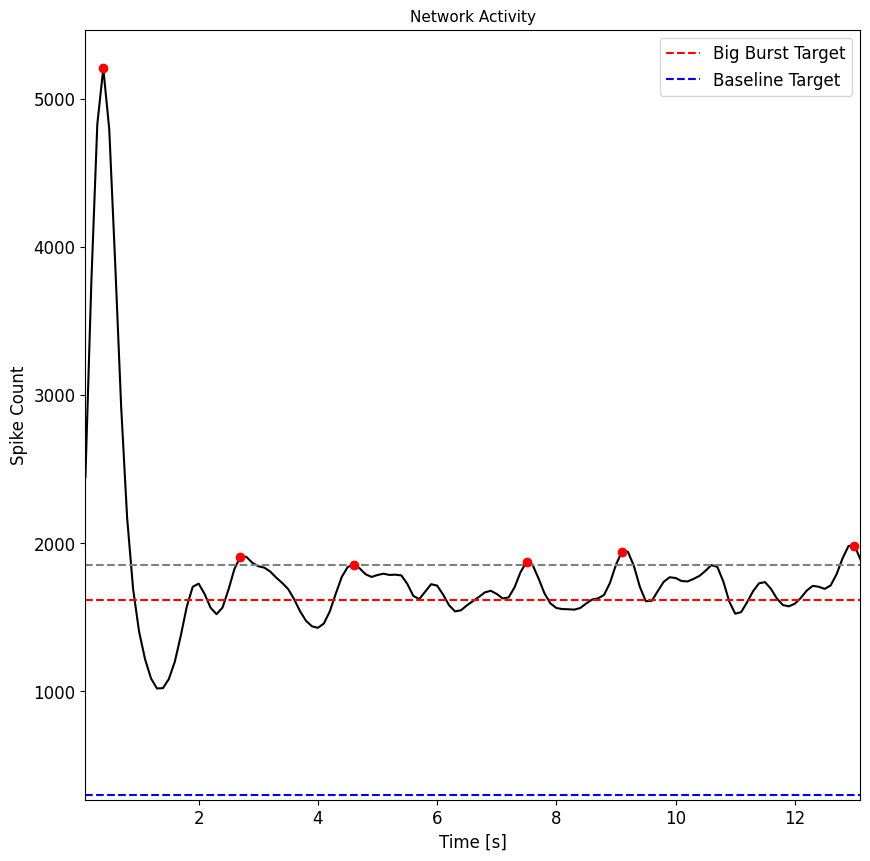 Network Activity
Big Burst Target
Baseline Target
Spike Count
5000
4000
3000
2000
1000
2 4 6 8 10 12
Time [s]